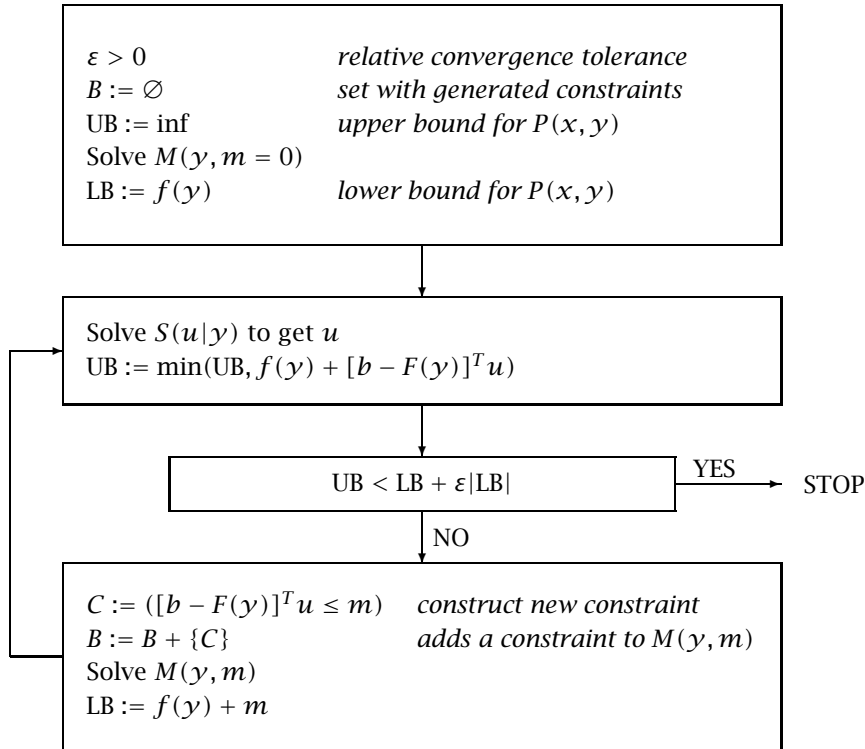 ε > 0 relative convergence tolerance
B := ∅ set with generated constraints
UB := inf upper bound for P(x, y)
Solve M(y, m = 0)
LB := f(y) lower bound for P(x, y)
Solve S(u|y) to get u
UB := min(UB, f(y) + [b − F(y)]ᵀu)
UB < LB + ε|LB|
YES
STOP
NO
C := ([b − F(y)]ᵀu ≤ m) construct new constraint
B := B + {C} adds a constraint to M(y, m)
Solve M(y, m)
LB := f(y) + m